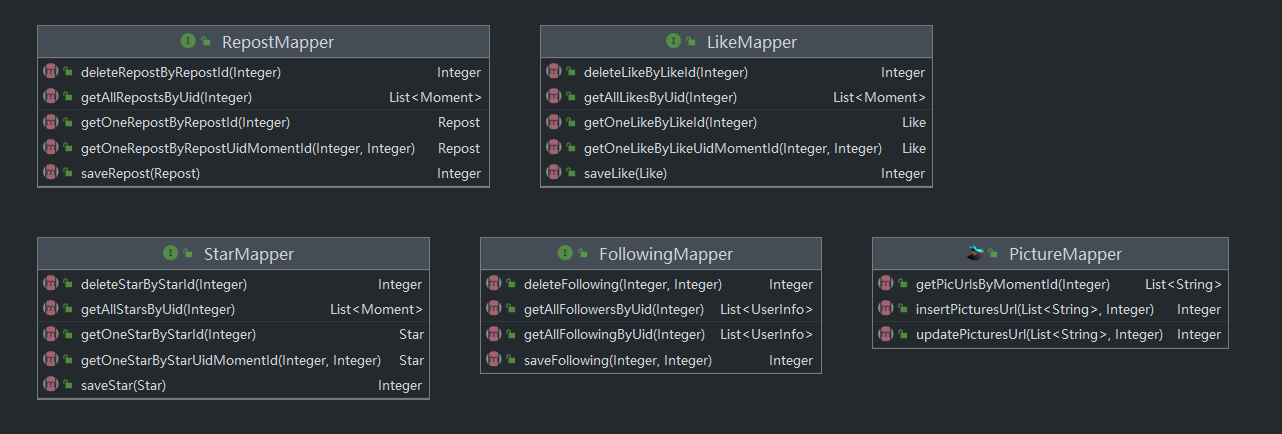 RepostMapper
deleteRepostByRepostId(Integer) Integer
getAllRepostsByUid(Integer) List<Moment>
getOneRepostByRepostId(Integer) Repost
getOneRepostByRepostUidMomentId(Integer, Integer) Repost
saveRepost(Repost) Integer
LikeMapper
deleteLikeByLikeId(Integer) Integer
getAllLikesByUid(Integer) List<Moment>
getOneLikeByLikeId(Integer) Like
getOneLikeByLikeUidMomentId(Integer, Integer) Like
saveLike(Like) Integer
StarMapper
deleteStarByStarId(Integer) Integer
getAllStarsByUid(Integer) List<Moment>
getOneStarByStarId(Integer) Star
getOneStarByStarUidMomentId(Integer, Integer) Star
saveStar(Star) Integer
FollowingMapper
deleteFollowing(Integer, Integer) Integer
getAllFollowersByUid(Integer) List<UserInfo>
getAllFollowingByUid(Integer) List<UserInfo>
saveFollowing(Integer, Integer) Integer
PictureMapper
getPicUrlsByMomentId(Integer) List<String>
insertPicturesUrl(List<String>, Integer) Integer
updatePicturesUrl(List<String>, Integer) Integer